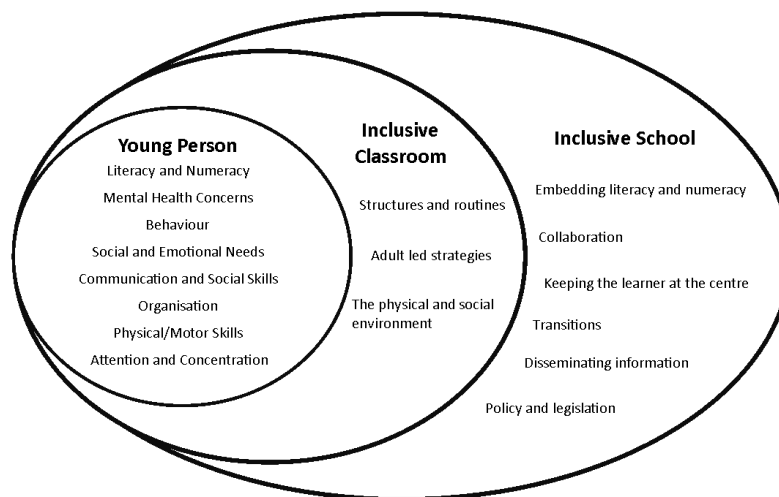 Young Person
Literacy and Numeracy
Mental Health Concerns
Behaviour
Social and Emotional Needs
Communication and Social Skills
Organisation
Physical/Motor Skills
Attention and Concentration
Inclusive
Classroom
Structures and routines
Adult led strategies
The physical and social
environment
Inclusive School
Embedding literacy and numeracy
Collaboration
Keeping the learner at the centre
Transitions
Disseminating information
Policy and legislation